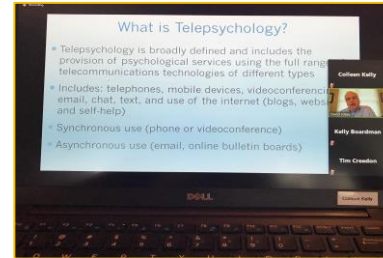 What is Telepsychology?
Telepsychology is broadly defined and includes the
provision of psychological services using the full rang
telecommunications technologies of different types
Includes: telephones, mobile devices, videoconferenci
email, chat, text, and use of the internet (blogs, webs
and self-help)
Synchronous use (phone or videoconference)
Asynchronous use (email, online bulletin boards)
Colleen Kelly
Kelly Boardman
Tim Creedon
DELL